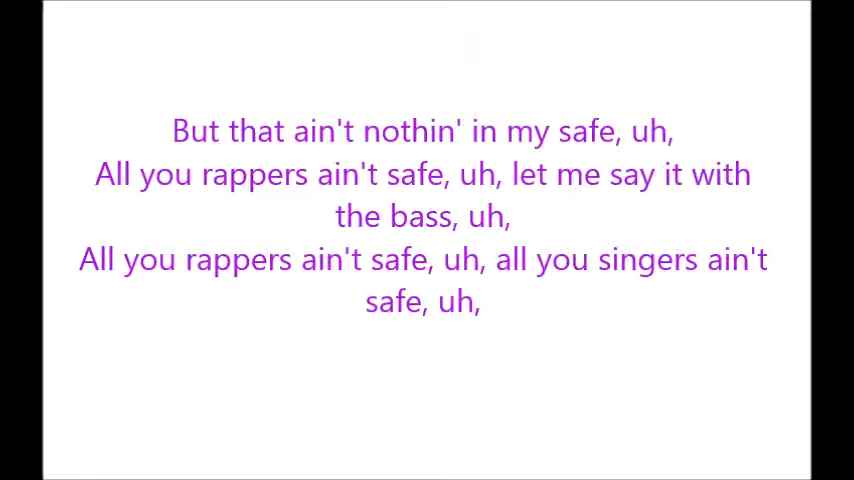 But that ain't nothin' in my safe, uh,
All you rappers ain't safe, uh, let me say it with
the bass, uh,
All you rappers ain't safe, uh, all you singers ain't
safe, uh,